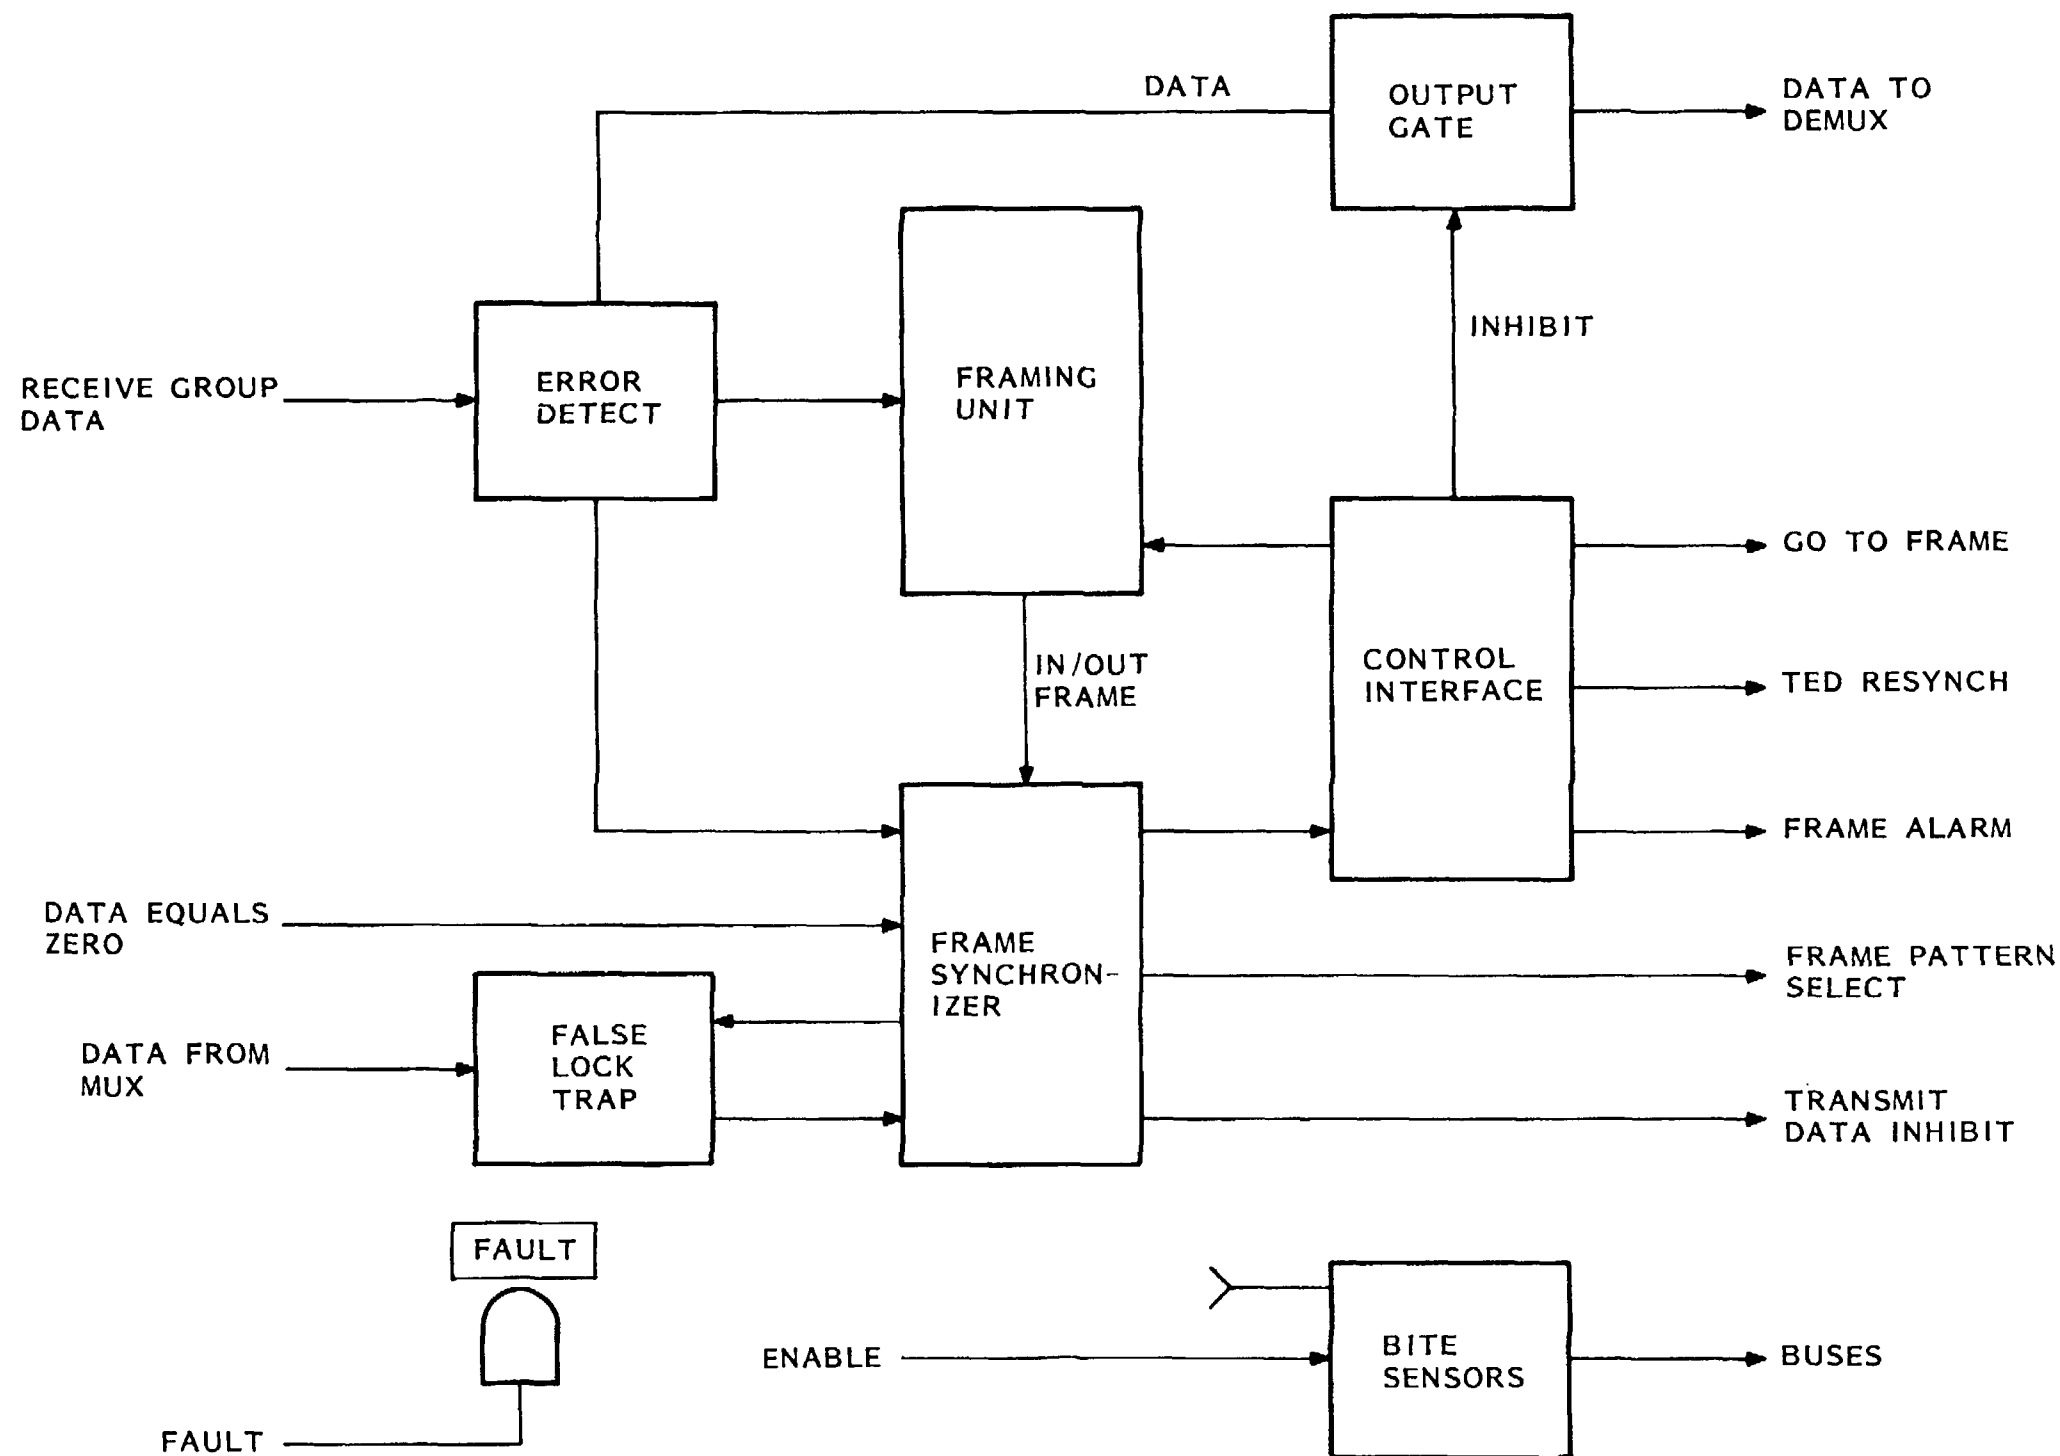 DATA
OUTPUT
GATE
DATA TO
DEMUX
INHIBIT
RECEIVE GROUP
DATA
ERROR
DETECT
FRAMING
UNIT
GO TO FRAME
IN/OUT
FRAME
CONTROL
INTERFACE
TED RESYNCH
FRAME ALARM
DATA EQUALS
ZERO
FRAME
SYNCHRON-
IZER
FRAME PATTERN
SELECT
DATA FROM
MUX
FALSE
LOCK
TRAP
TRANSMIT
DATA INHIBIT
FAULT
FAULT
ENABLE
BITE
SENSORS
BUSES